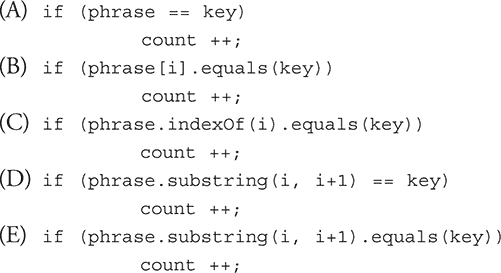 (A) if (phrase == key)
count ++;
(B) if (phrase[i].equals(key))
count ++;
(C) if (phrase.indexOf(i).equals(key))
count ++;
(D) if (phrase.substring(i, i+1) == key)
count ++;
(E) if (phrase.substring(i, i+1).equals(key))
count ++;